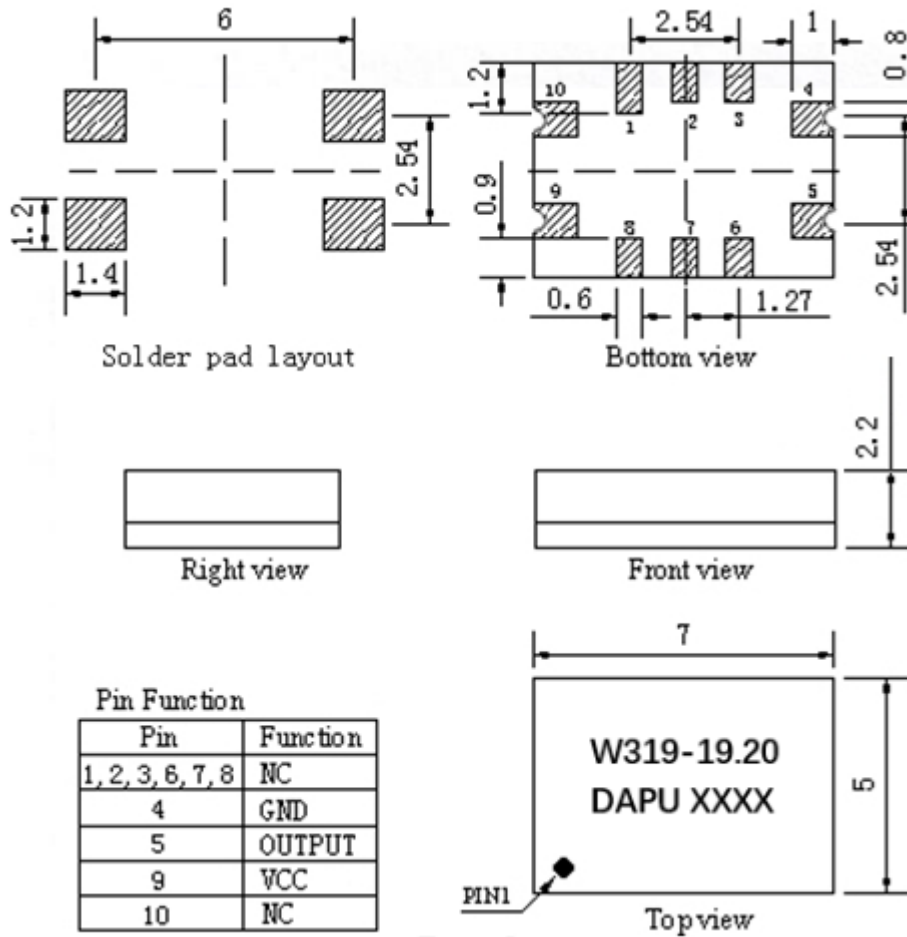 6
2.54
1.2
1.4
Solder pad layout
2.54
1
0.8
1.2
10
1
2
3
4
0.9
9
8
7
6
5
2.54
0.6
1.27
Bottom view
Right view
2.2
Front view
Pin Function
Pin Function
1, 2, 3, 6, 7, 8 NC
4 GND
5 OUTPUT
9 VCC
10 NC
7
W319-19.20
DAPU XXXX
5
PIN1
Top view